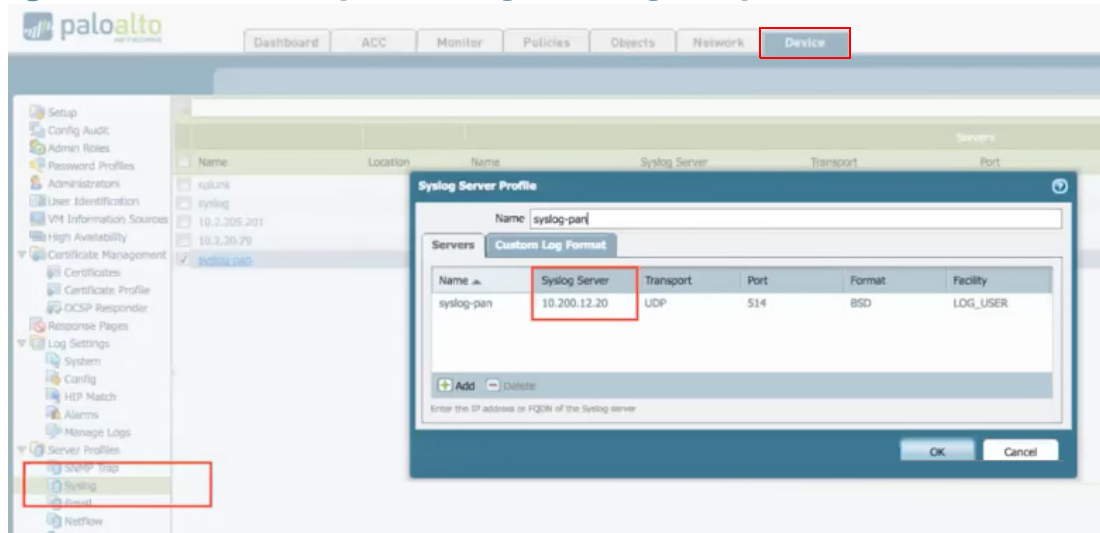 paloalto
NETWORKS
Dashboard ACC Monitor Policies Objects Network Device
Setup
Config Audit
Admin Roles
Password Profiles
Administrators
User Identification
VM Information Sources
High Availability
Certificate Management
Certificates
Certificate Profile
OCSP Responder
Response Pages
Log Settings
System
Config
HIP Match
Alarms
Manage Logs
Server Profiles
SNMP Trap
Syslog
Email
Netflow
Servers
Name Location Name Syslog Server Transport Port
splunk
syslog
10.2.205.201
10.2.20.79
syslog-pan
Syslog Server Profile
Name syslog-pan
Servers Custom Log Format
Name Syslog Server Transport Port Format Facility
syslog-pan 10.200.12.20 UDP 514 BSD LOG_USER
Add Delete
Enter the IP address or FQDN of the Syslog server
OK Cancel